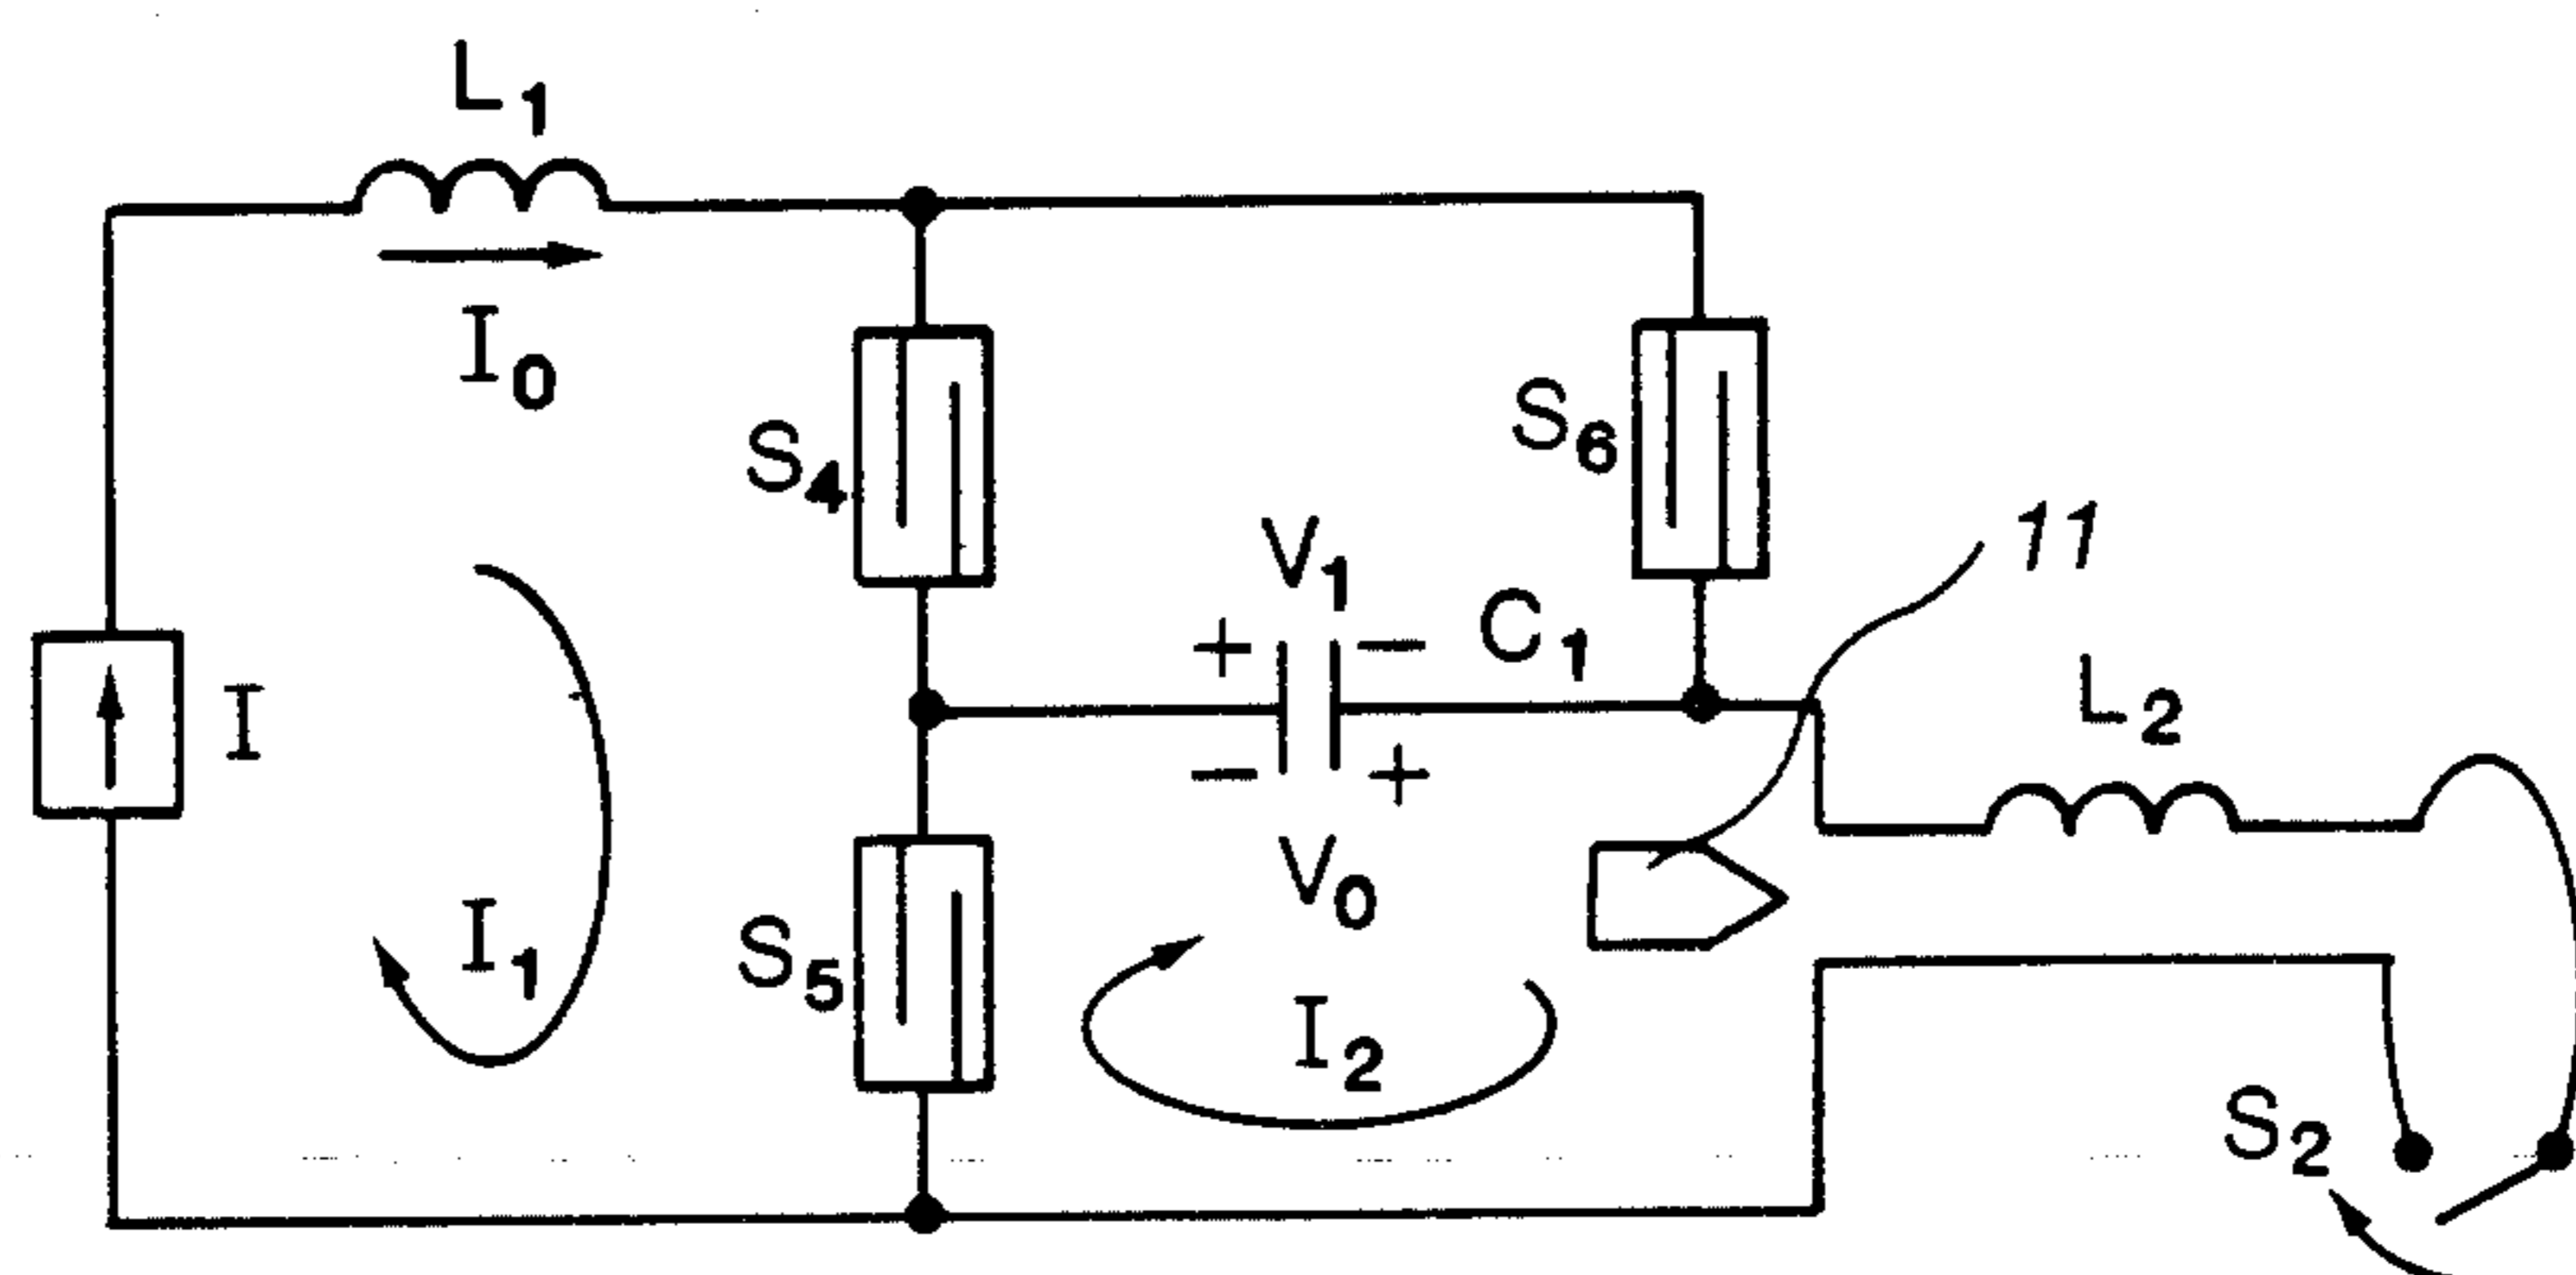 L₁
I₀
S₄
S₆
11
V₁
+ −
C₁
L₂
I
− +
V₀
I₁
S₅
I₂
S₂